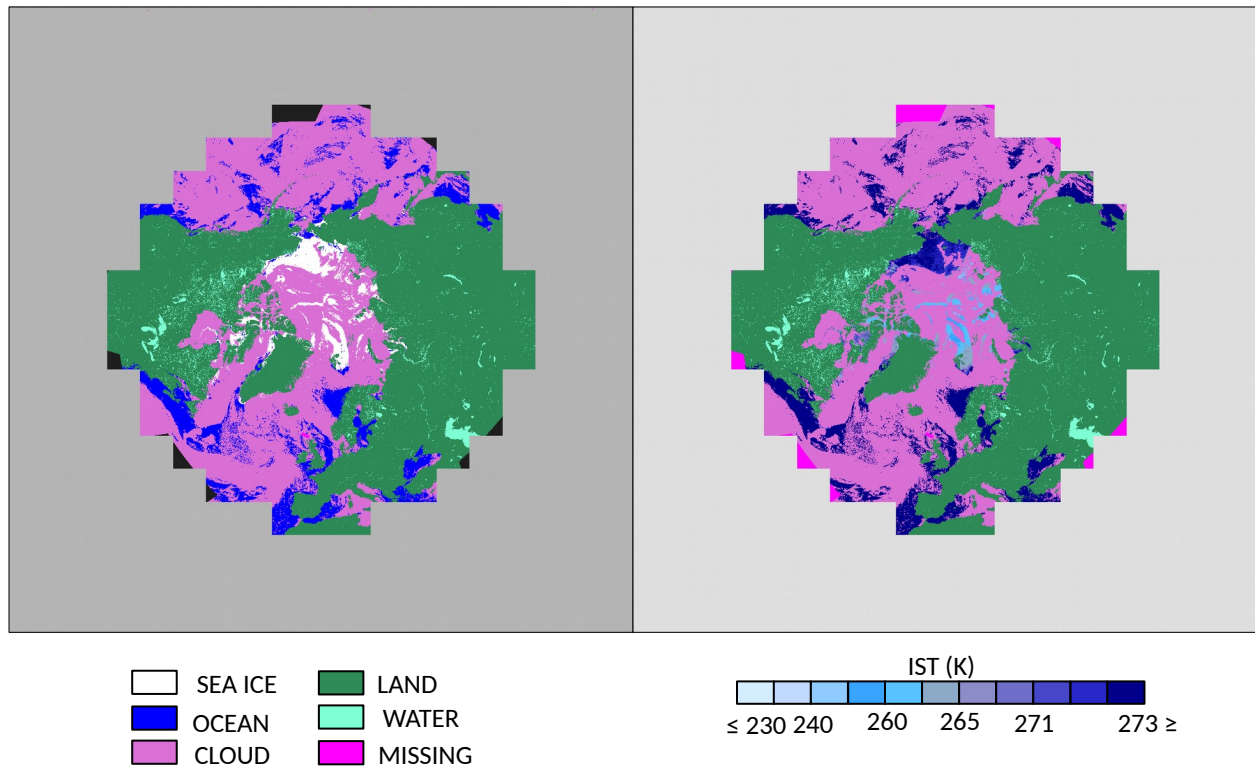 SEA ICE
LAND
OCEAN
WATER
CLOUD
MISSING
IST (K)
≤ 230 240 260 265 271 273 ≥